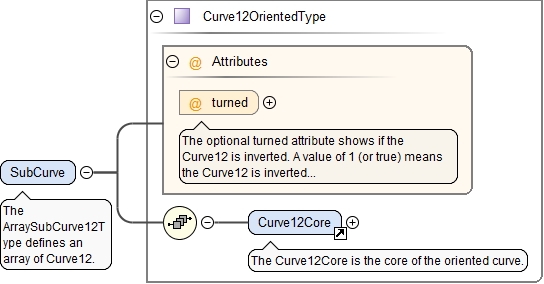 Curve12OrientedType
@ Attributes
@ turned
The optional turned attribute shows if the
Curve12 is inverted. A value of 1 (or true) means
the Curve12 is inverted...
SubCurve
The
ArraySubCurve12T
ype defines an
array of Curve12.
Curve12Core
The Curve12Core is the core of the oriented curve.